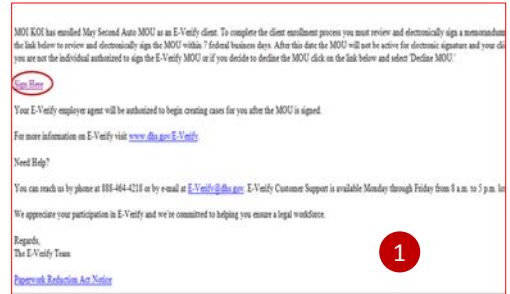 MOI KOI has enrolled May Second Auto MOU as an E-Verify client. To complete the client enrollment process you must review and electronically sign a memorandum
the link below to review and electronically sign the MOU within 7 federal business days. After this date the MOU will not be active for electronic signature and your cli
you are not the individual authorized to sign the E-Verify MOU or if you decide to decline the MOU click on the link below and select 'Decline MOU.'
Sign Here
Your E-Verify employer agent will be authorized to begin creating cases for you after the MOU is signed.
For more information on E-Verify visit www.dhs.gov/E-Verify.
Need Help?
You can reach us by phone at 888-464-4218 or by e-mail at E-Verify@dhs.gov. E-Verify Customer Support is available Monday through Friday from 8 a.m. to 5 p.m. loc
We appreciate your participation in E-Verify and we're committed to helping you ensure a legal workforce.
Regards,
The E-Verify Team
1
Paperwork Reduction Act Notice